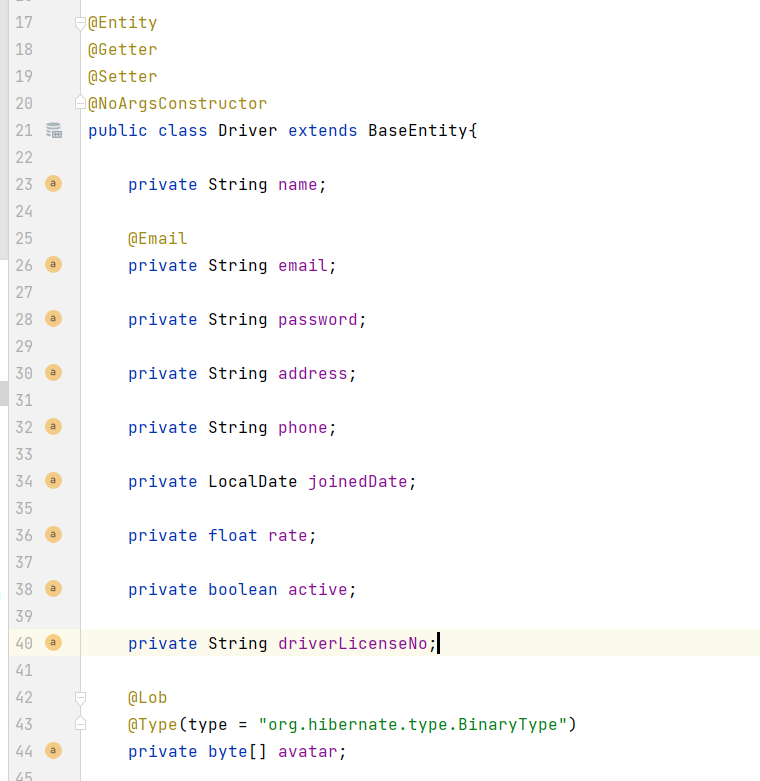 17 @Entity
18 @Getter
19 @Setter
20 @NoArgsConstructor
21 public class Driver extends BaseEntity{
22
23 a private String name;
24
25 @Email
26 a private String email;
27
28 a private String password;
29
30 a private String address;
31
32 a private String phone;
33
34 a private LocalDate joinedDate;
35
36 a private float rate;
37
38 a private boolean active;
39
40 a private String driverLicenseNo;
41
42 @Lob
43 @Type(type = "org.hibernate.type.BinaryType")
44 a private byte[] avatar;
45